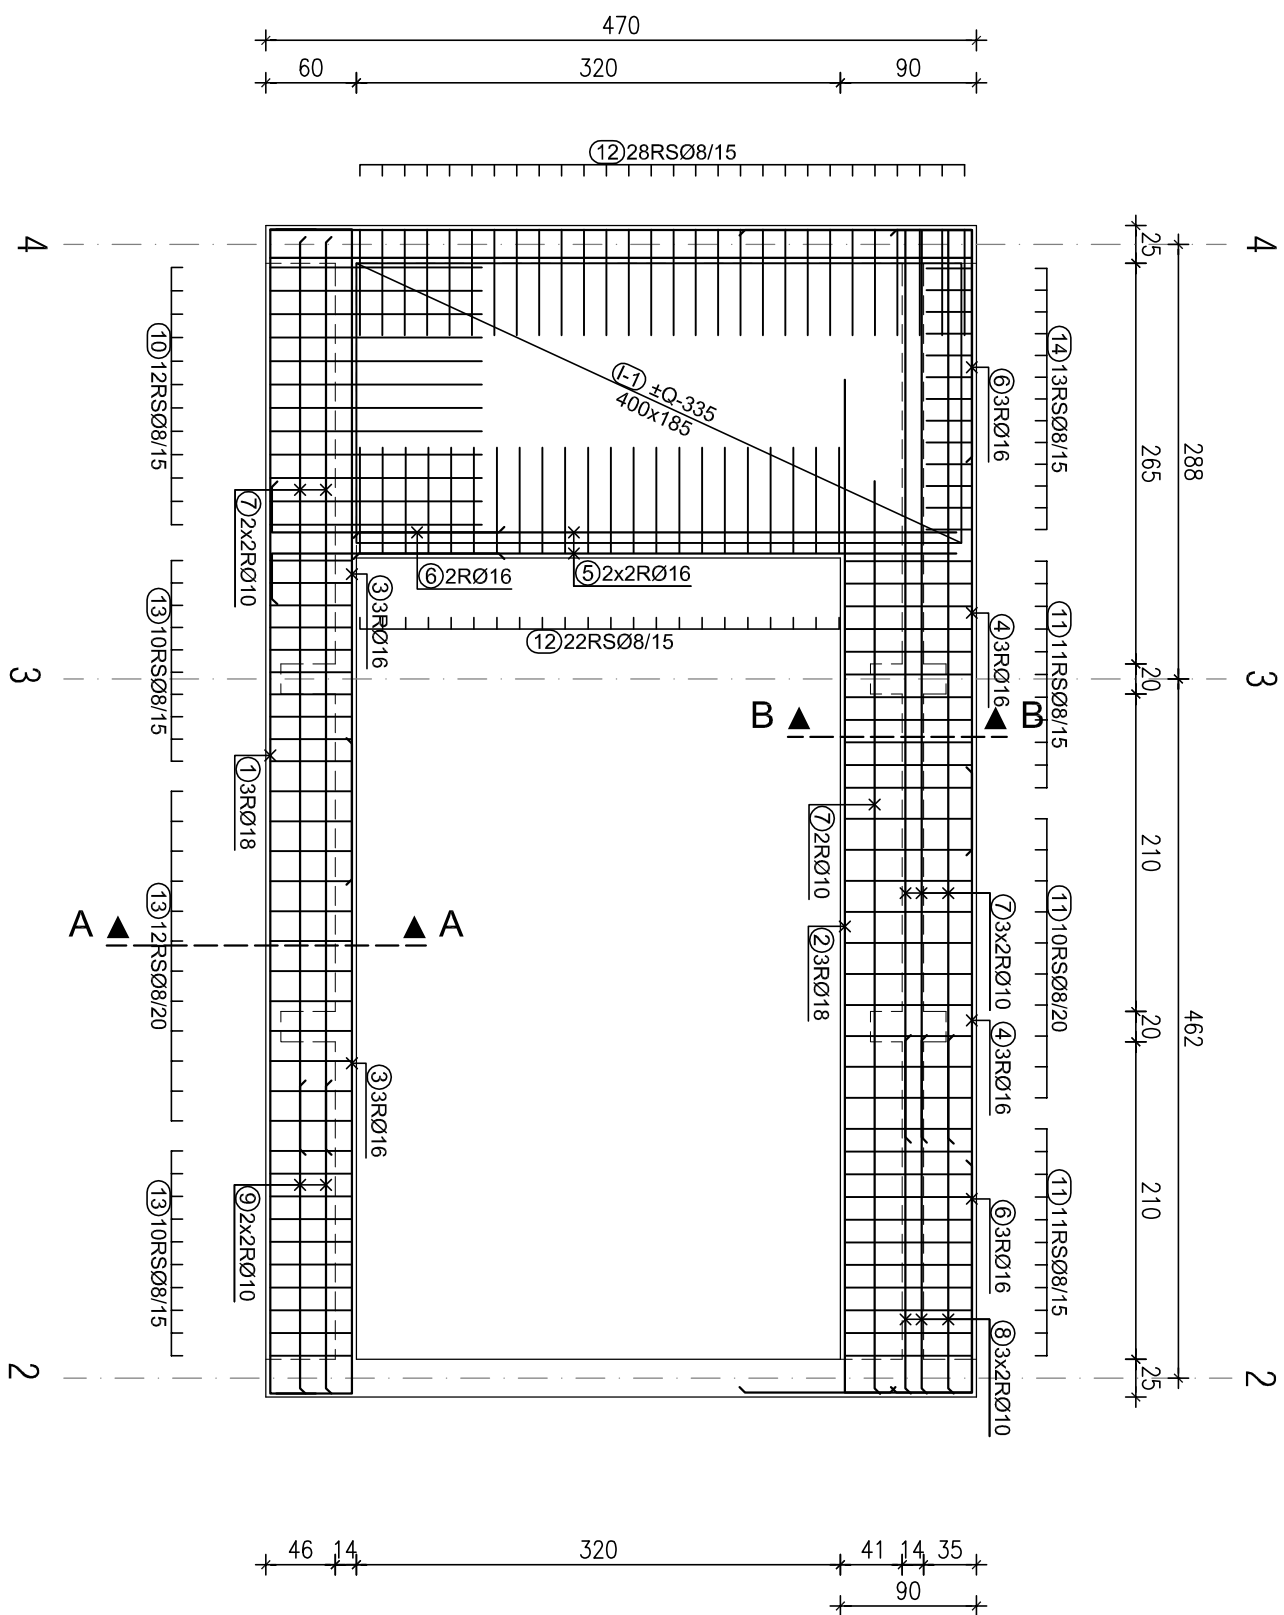 470
60
320
90
⑫28RSØ8/15
4
4
25
⑩12RSØ8/15
⑭13RSØ8/15
I-1 ±Q-335
400x185
⑥3RØ16
265
288
⑦2x2RØ10
⑥2RØ16
⑤2x2RØ16
③3RØ16
⑬10RSØ8/15
⑫22RSØ8/15
④3RØ16
⑪11RSØ8/15
3
20
3
B
B
①3RØ18
⑦2RØ10
210
⑬12RSØ8/20
A
A
②3RØ18
⑦3x2RØ10
⑪10RSØ8/20
20
462
③3RØ16
④3RØ16
⑬10RSØ8/15
⑨2x2RØ10
⑥3RØ16
⑪11RSØ8/15
210
⑧3x2RØ10
2
25
2
46
14
320
41
14
35
90